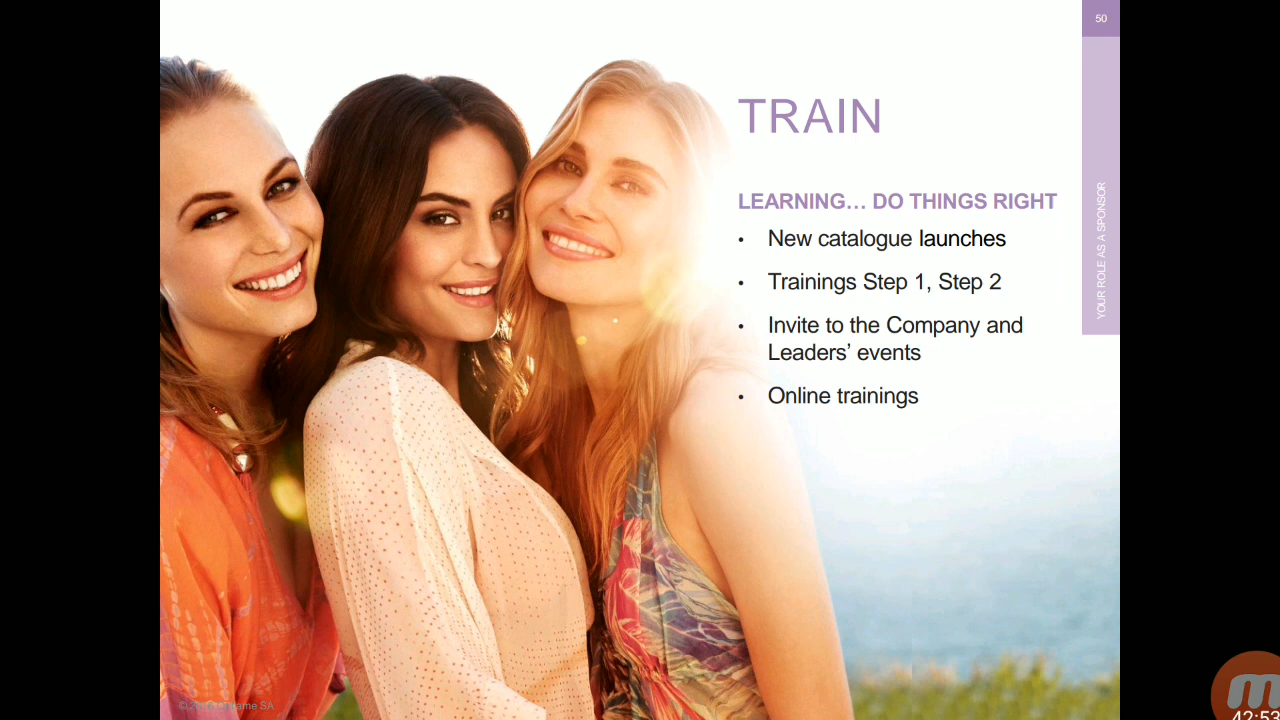 50
TRAIN
YOUR ROLE AS A SPONSOR
LEARNING… DO THINGS RIGHT
• New catalogue launches
• Trainings Step 1, Step 2
• Invite to the Company and
Leaders’ events
• Online trainings
SA